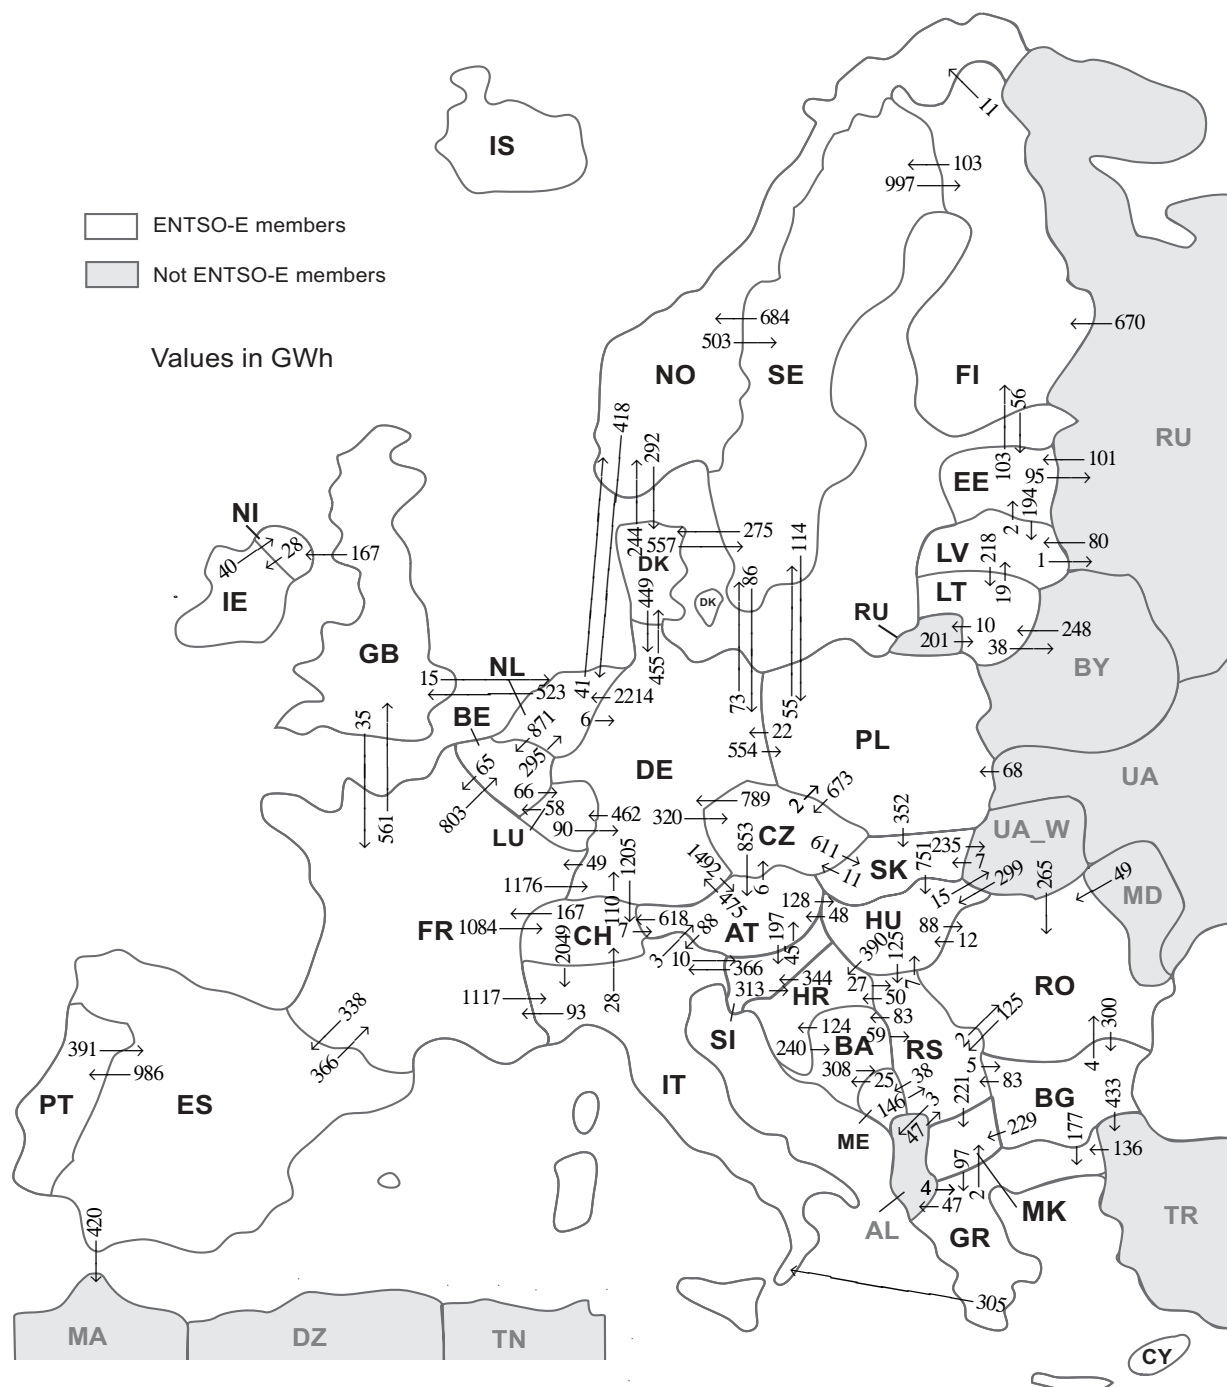 11
IS
103
997
ENTSO-E members
Not ENTSO-E members
684
670
503
Values in GWh
NO
SE
FI
418
56
RU
292
103
101
95
EE
NI
194
244
275
557
114
2
80
28
167
DK
LV
218
1
40
86
449
19
LT
IE
DK
RU
10
248
201
38
GB
BY
NL
15
523
455
41
2214
73
55
BE
35
871
6
22
PL
554
65
295
DE
68
UA
66
2
673
789
803
58
462
320
352
UA_W
561
LU
90
CZ
853
611
235
1205
SK
751
7
49
1492
11
299
265
49
1176
110
6
15
MD
475
128
167
618
88
48
HU
88
FR
1084
CH
7
AT
197
2049
45
390
125
12
3
10
366
344
7
28
313
27
RO
1117
HR
50
93
83
338
SI
124
59
2
125
300
391
240
BA
RS
366
308
5
4
986
IT
25
38
83
PT
ES
146
3
221
BG
433
47
229
177
ME
136
97
4
2
420
47
MK
TR
AL
GR
305
MA
DZ
TN
CY